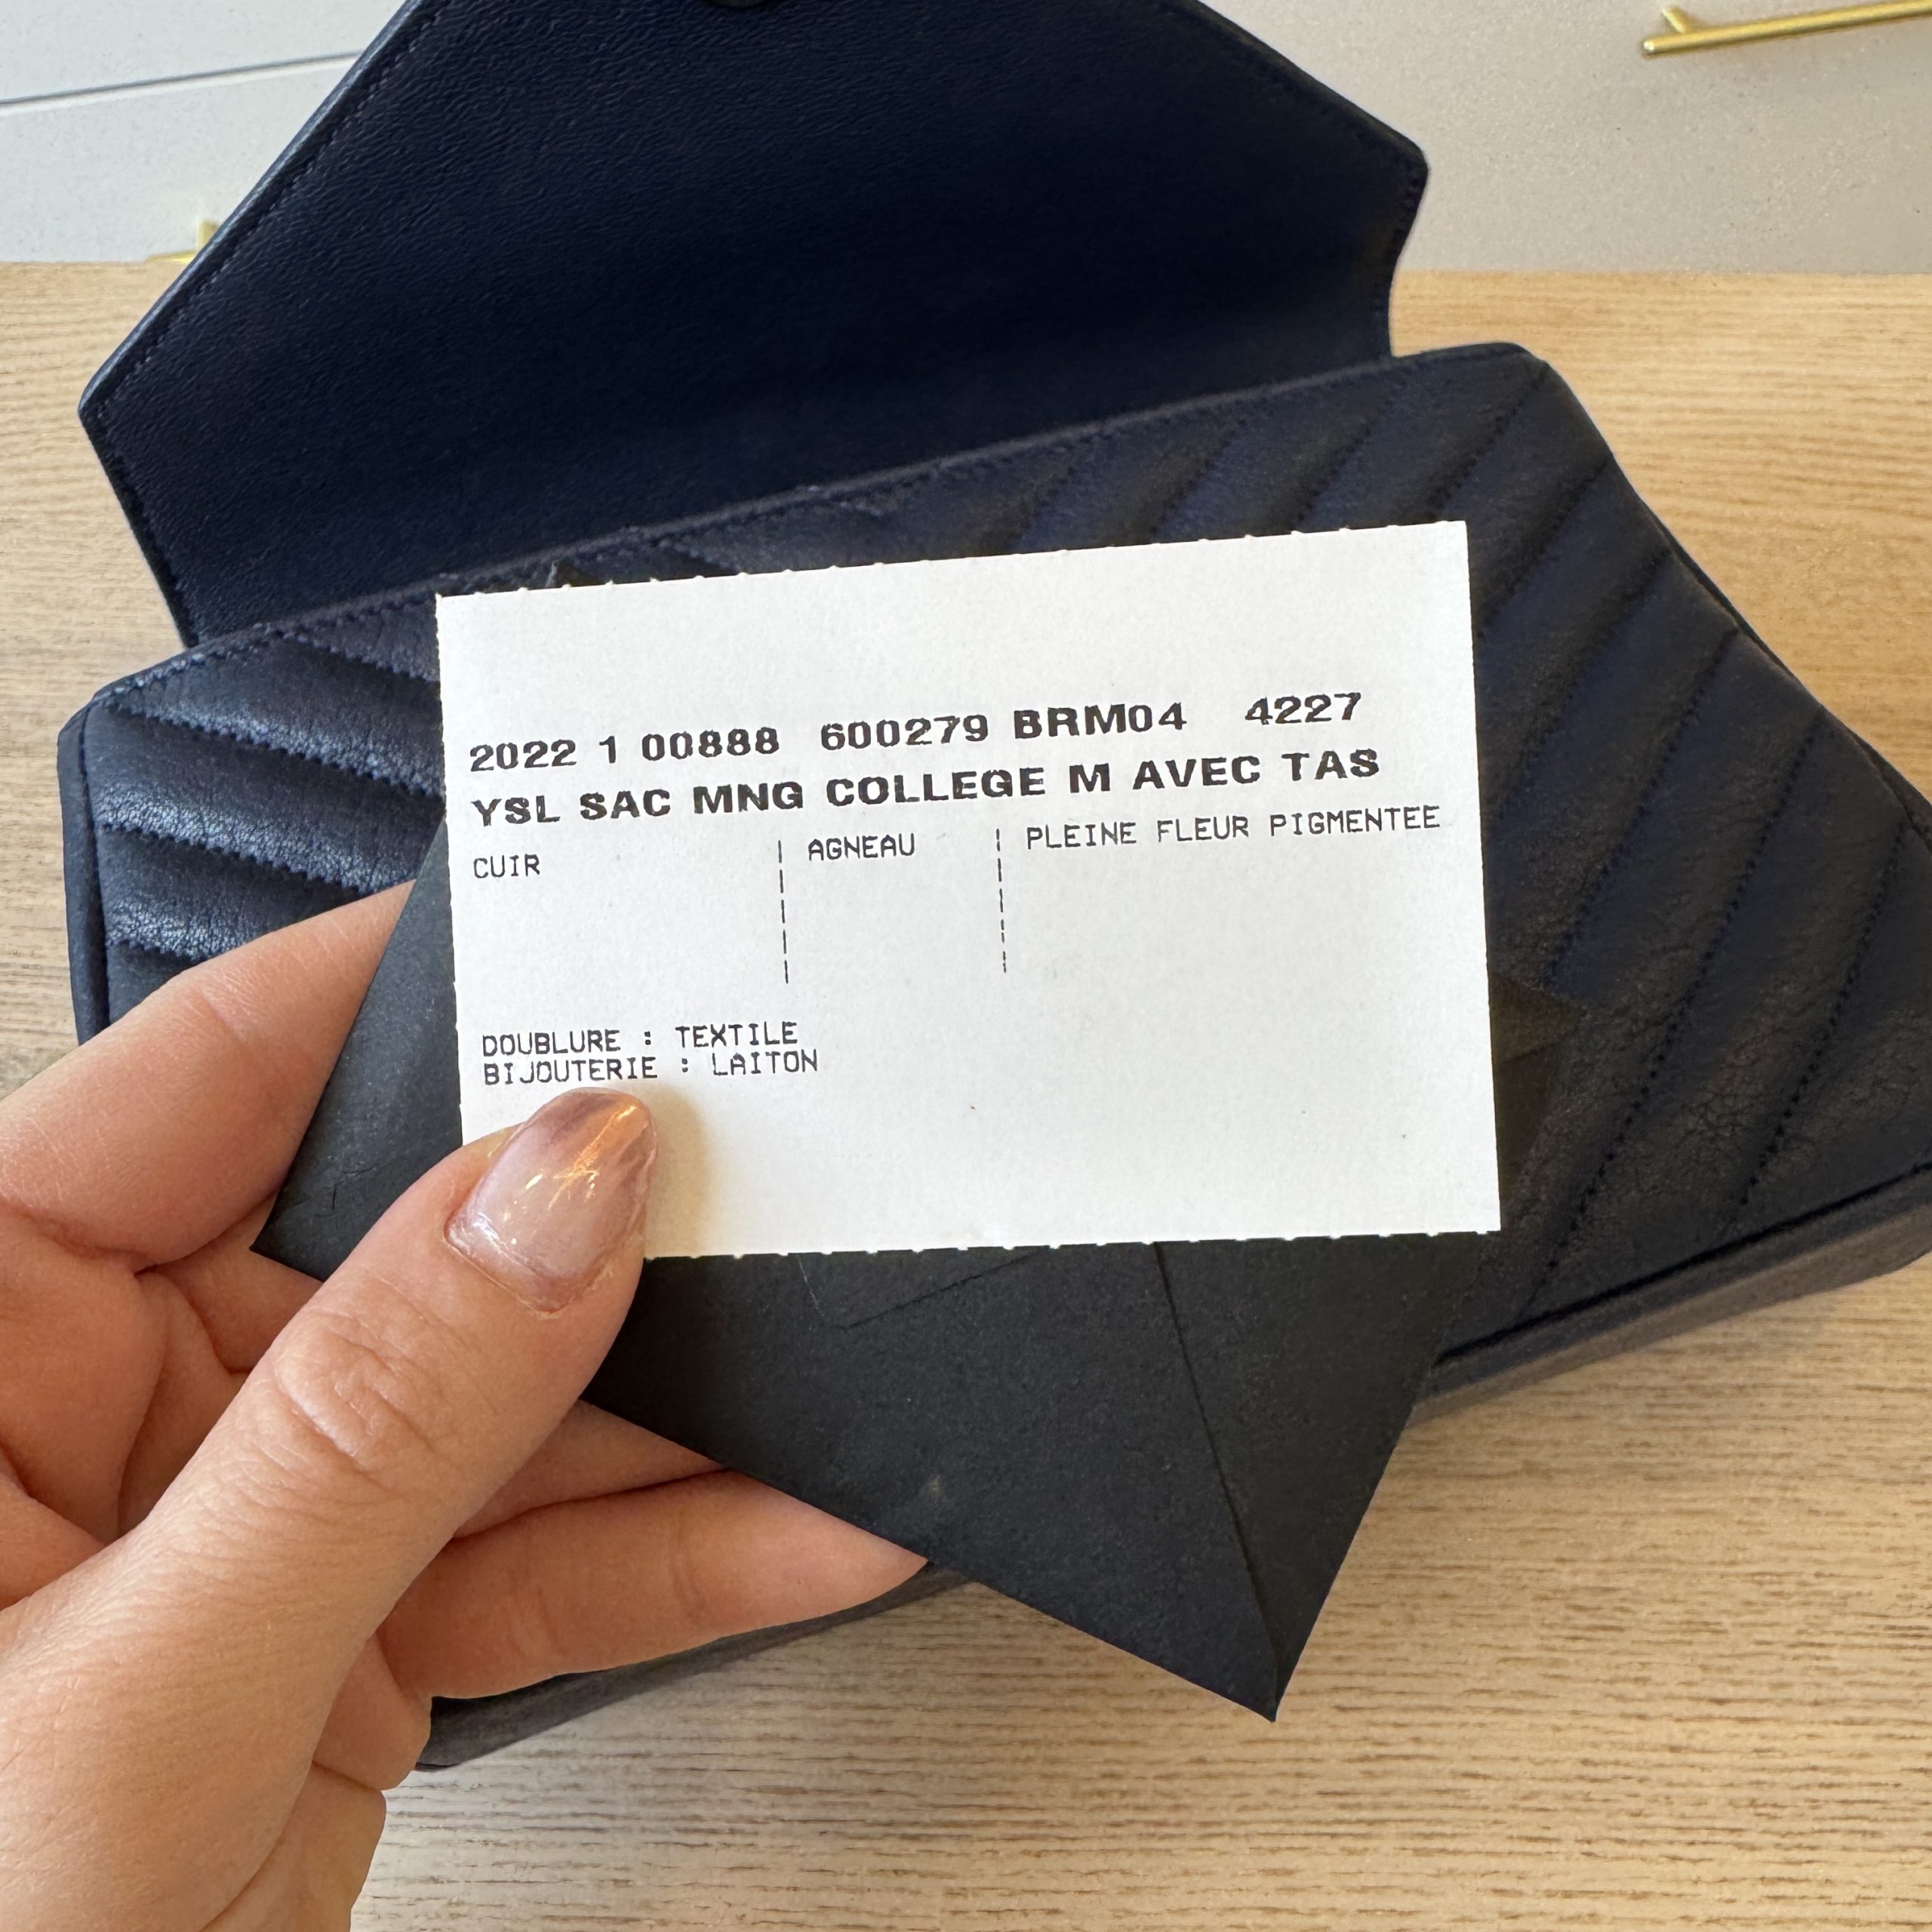 2022 1 00888 600279 BRM04 4227
YSL SAC MNG COLLEGE M AVEC TAS
CUIR AGNEAU PLEINE FLEUR PIGMENTEE
DOUBLURE : TEXTILE
BIJOUTERIE : LAITON